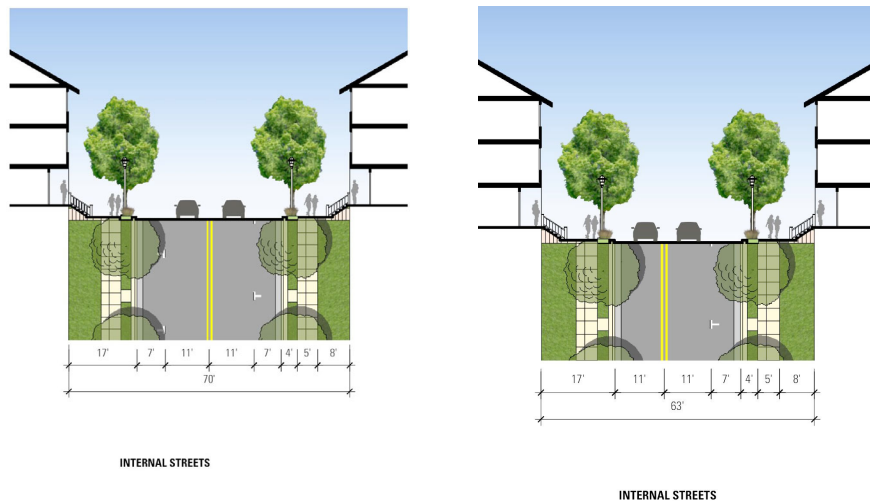 17' 7' 11' 11' 7' 4' 5' 8'
70'
INTERNAL STREETS
17' 11' 11' 7' 4' 5' 8'
63'
INTERNAL STREETS